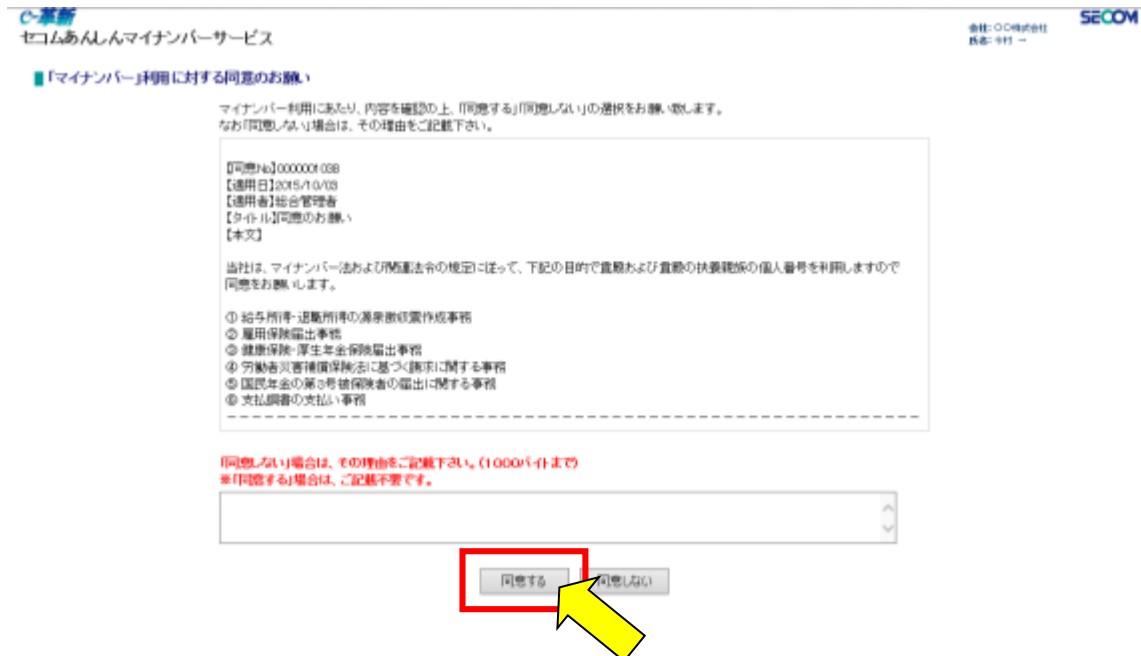 e-革新
セコムあんしんマイナンバーサービス
SECOM
会社: 〇〇株式会社
氏名: 今村 一
「マイナンバー」利用に対する同意のお願い
マイナンバー利用にあたり、内容を確認の上、「同意する」「同意しない」の選択をお願い致します。
なお「同意しない」場合は、その理由をご記載下さい。
【同意No】0000001038
【適用日】2015/10/03
【適用者】総合管理者
【タイトル】同意のお願い
【本文】
当社は、マイナンバー法および関連法令の規定に従って、下記の目的で貴殿および貴殿の扶養親族の個人番号を利用しますので
同意をお願いします。
① 給与所得・退職所得の源泉徴収票作成事務
② 雇用保険届出事務
③ 健康保険・厚生年金保険届出事務
④ 労働者災害補償保険法に基づく請求に関する事務
⑤ 国民年金の第3号被保険者の届出に関する事務
⑥ 支払調書の支払い事務
「同意しない」場合は、その理由をご記載下さい。(1000バイトまで)
※「同意する」場合は、ご記載不要です。
同意する
同意しない